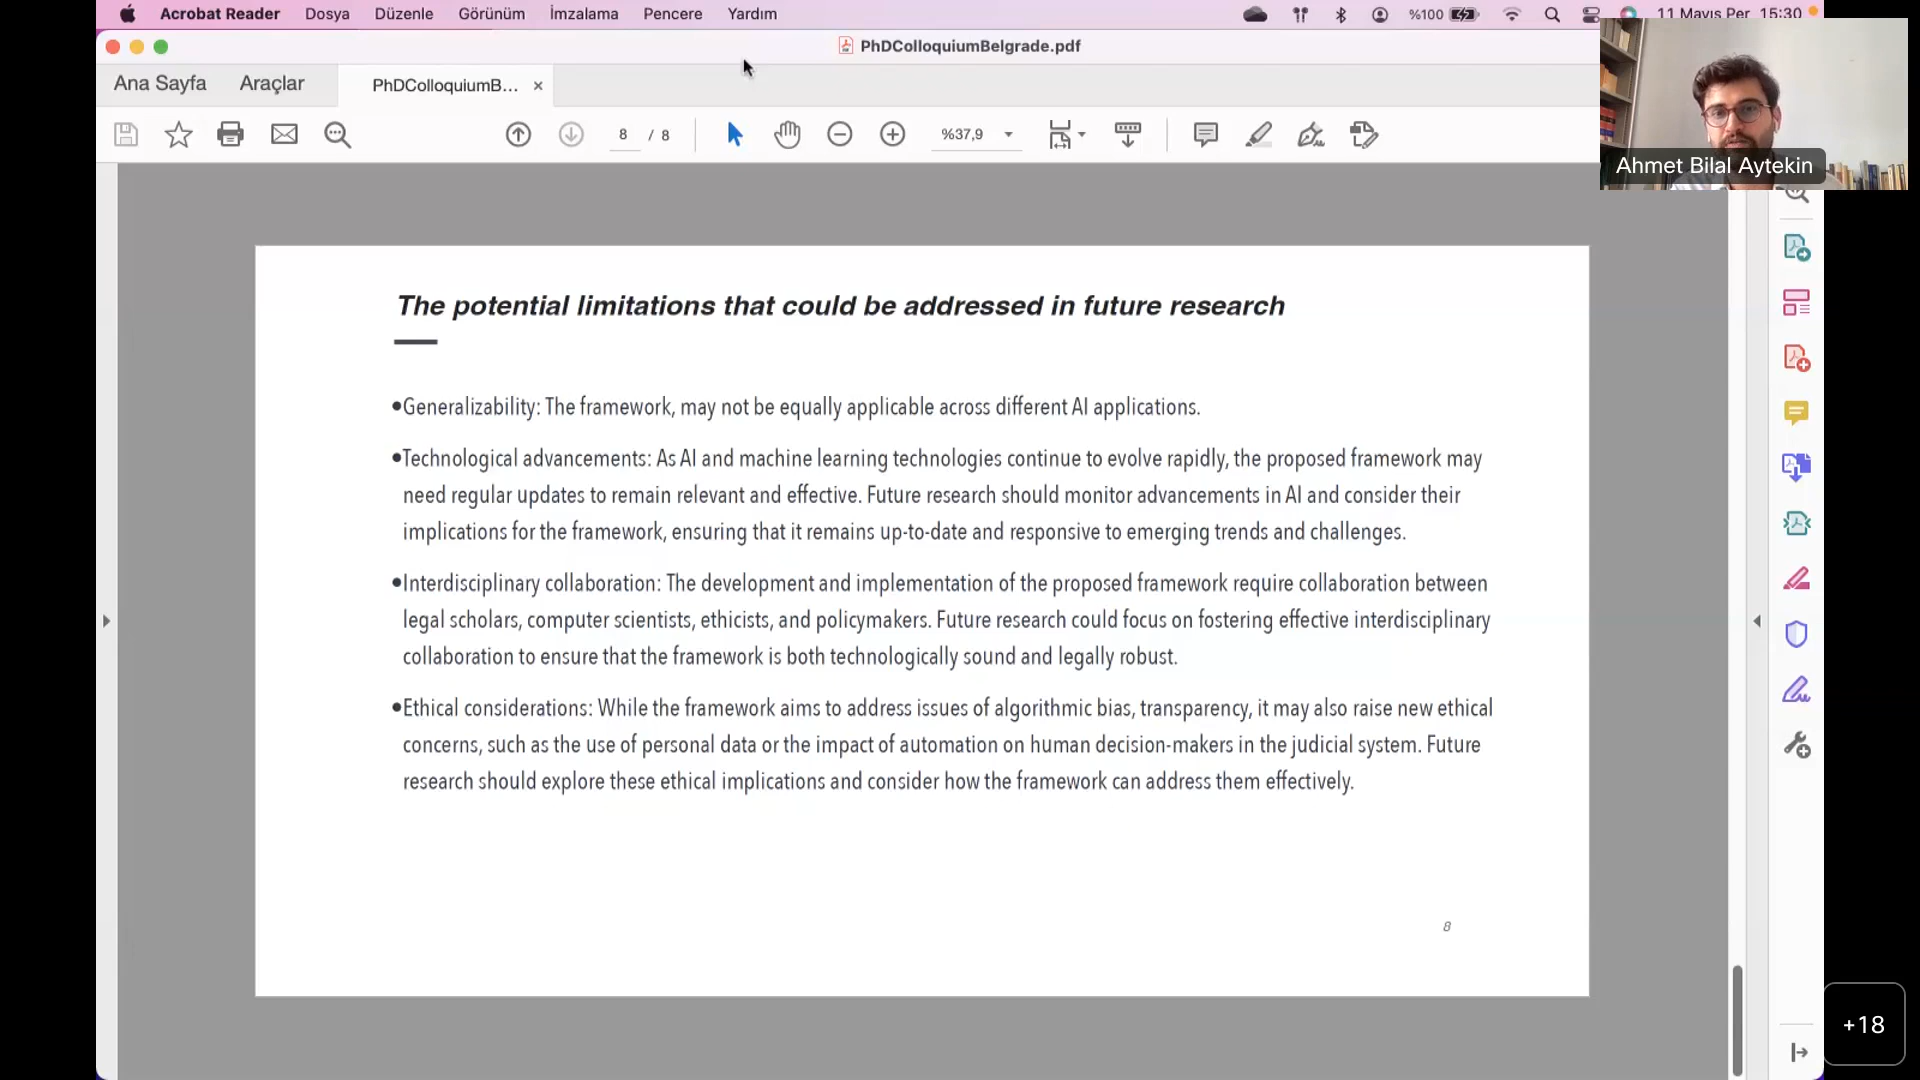 Acrobat Reader Dosya Düzenle Görünüm İmzalama Pencere Yardım %100 11 Mayıs Per 15:30
PhDColloquiumBelgrade.pdf
Ana Sayfa Araçlar PhDColloquiumB... ×
8 / 8 %37,9
Ahmet Bilal Aytekin
The potential limitations that could be addressed in future research
•Generalizability: The framework, may not be equally applicable across different AI applications.
•Technological advancements: As AI and machine learning technologies continue to evolve rapidly, the proposed framework may
need regular updates to remain relevant and effective. Future research should monitor advancements in AI and consider their
implications for the framework, ensuring that it remains up-to-date and responsive to emerging trends and challenges.
•Interdisciplinary collaboration: The development and implementation of the proposed framework require collaboration between
legal scholars, computer scientists, ethicists, and policymakers. Future research could focus on fostering effective interdisciplinary
collaboration to ensure that the framework is both technologically sound and legally robust.
•Ethical considerations: While the framework aims to address issues of algorithmic bias, transparency, it may also raise new ethical
concerns, such as the use of personal data or the impact of automation on human decision-makers in the judicial system. Future
research should explore these ethical implications and consider how the framework can address them effectively.
8
+18